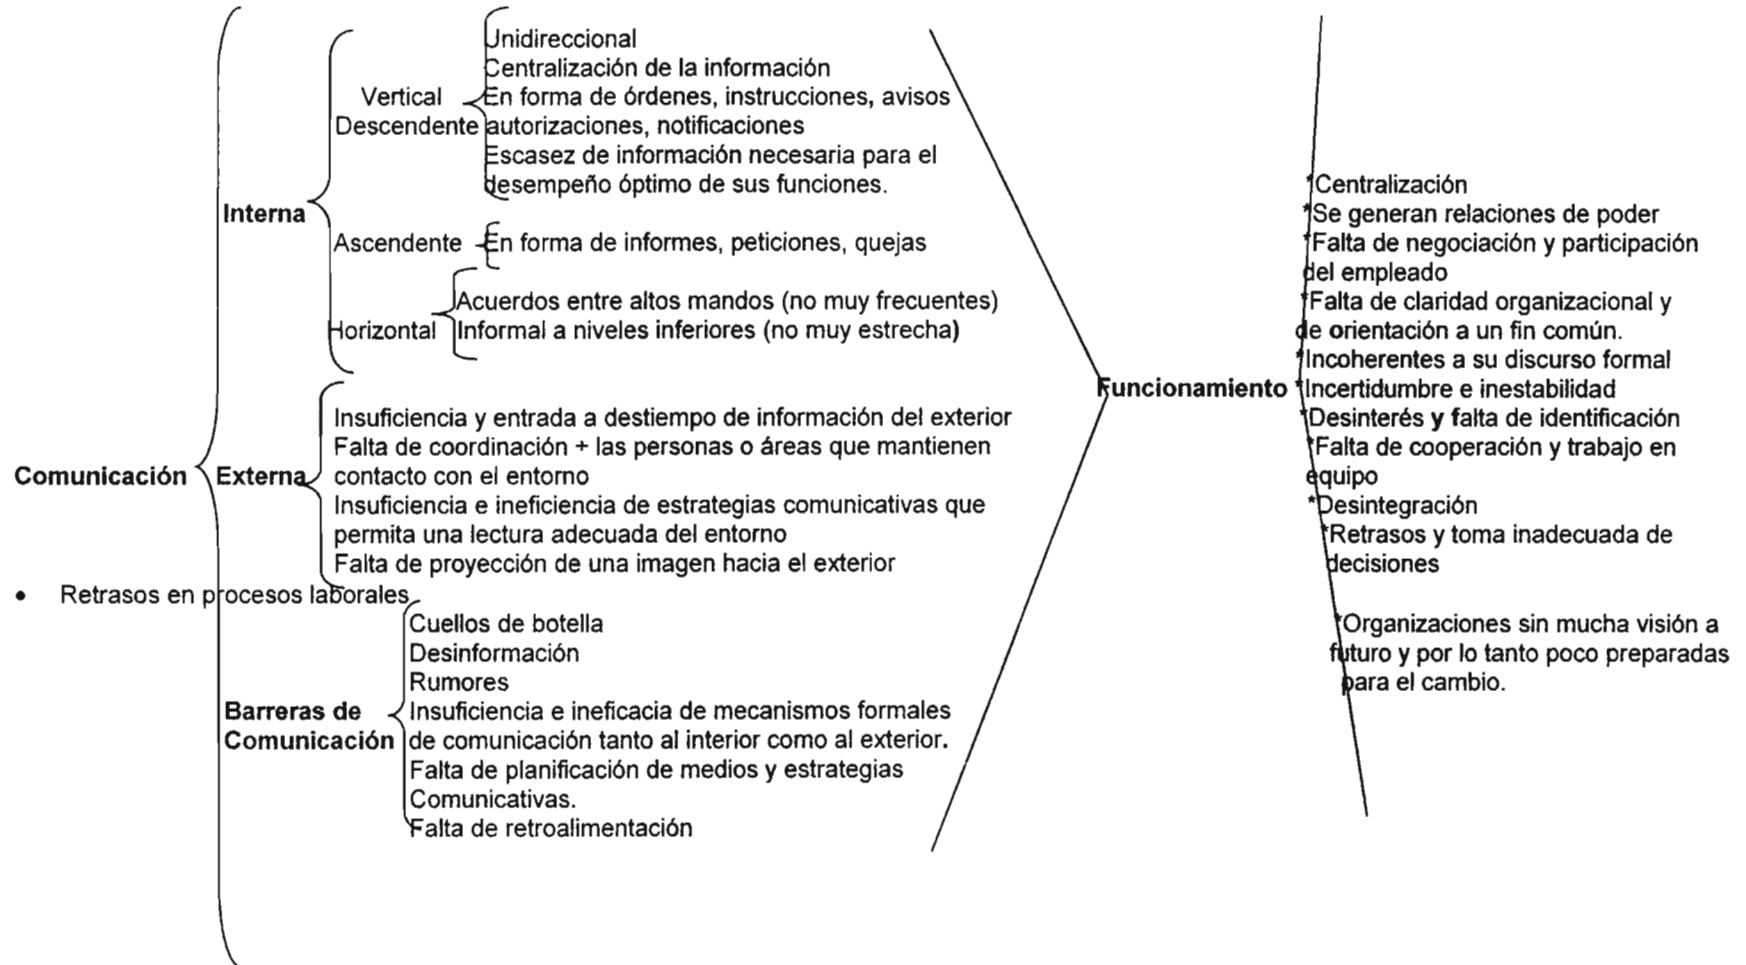 Unidireccional
Centralización de la información
Vertical
En forma de órdenes, instrucciones, avisos
Descendente
autorizaciones, notificaciones
Escasez de información necesaria para el
desempeño óptimo de sus funciones.
Interna
Ascendente
En forma de informes, peticiones, quejas
Acuerdos entre altos mandos (no muy frecuentes)
Horizontal
Informal a niveles inferiores (no muy estrecha)
Insuficiencia y entrada a destiempo de información del exterior
Falta de coordinación + las personas o áreas que mantienen
Comunicación
Externa
contacto con el entorno
Insuficiencia e ineficiencia de estrategias comunicativas que
permita una lectura adecuada del entorno
Falta de proyección de una imagen hacia el exterior
• Retrasos en procesos laborales
Cuellos de botella
Desinformación
Rumores
Barreras de
Comunicación
Insuficiencia e ineficacia de mecanismos formales
de comunicación tanto al interior como al exterior.
Falta de planificación de medios y estrategias
Comunicativas.
Falta de retroalimentación
Funcionamiento
*Centralización
*Se generan relaciones de poder
*Falta de negociación y participación
del empleado
*Falta de claridad organizacional y
de orientación a un fin común.
*Incoherentes a su discurso formal
*Incertidumbre e inestabilidad
*Desinterés y falta de identificación
*Falta de cooperación y trabajo en
equipo
*Desintegración
*Retrasos y toma inadecuada de
decisiones
*Organizaciones sin mucha visión a
futuro y por lo tanto poco preparadas
para el cambio.